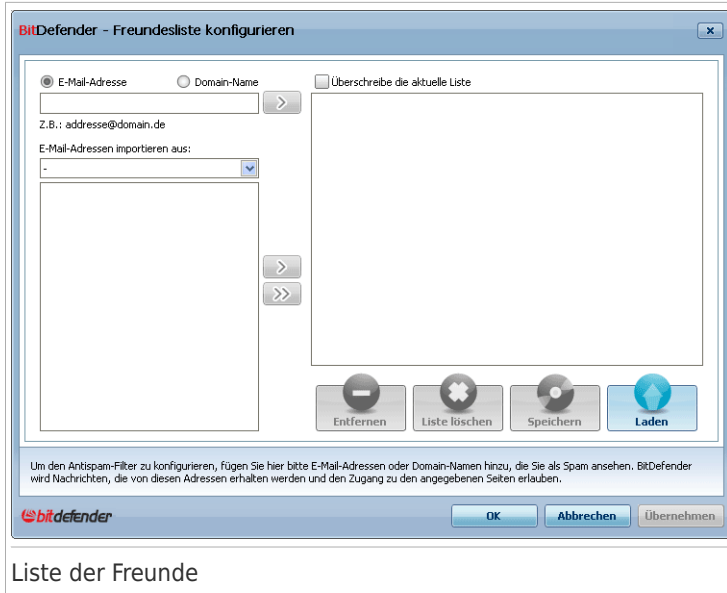 BitDefender - Freundesliste konfigurieren
E-Mail-Adresse
Domain-Name
Überschreibe die aktuelle Liste
Z.B.: addresse@domain.de
E-Mail-Adressen importieren aus:
-
Entfernen
Liste löschen
Speichern
Laden
Um den Antispam-Filter zu konfigurieren, fügen Sie hier bitte E-Mail-Adressen oder Domain-Namen hinzu, die Sie als Spam ansehen. BitDefender
wird Nachrichten, die von diesen Adressen erhalten werden und den Zugang zu den angegebenen Seiten erlauben.
bitdefender
OK
Abbrechen
Übernehmen
Liste der Freunde